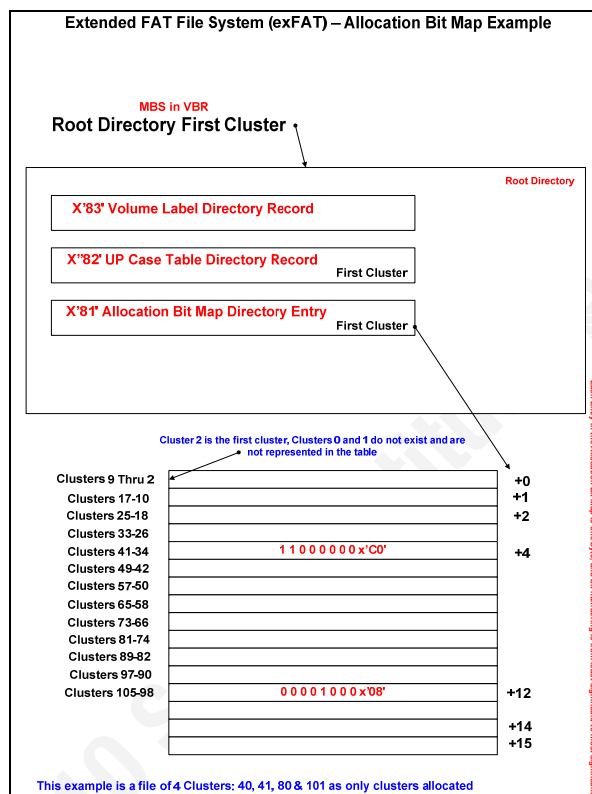 Extended FAT File System (exFAT) – Allocation Bit Map Example
MBS in VBR
Root Directory First Cluster
Root Directory
X'83' Volume Label Directory Record
X"82' UP Case Table Directory Record
First Cluster
X'81' Allocation Bit Map Directory Entry
First Cluster
Cluster 2 is the first cluster, Clusters 0 and 1 do not exist and are
not represented in the table
Clusters 9 Thru 2 +0
Clusters 17-10 +1
Clusters 25-18 +2
Clusters 33-26
Clusters 41-34 1 1 0 0 0 0 0 0 x'C0' +4
Clusters 49-42
Clusters 57-50
Clusters 65-58
Clusters 73-66
Clusters 81-74
Clusters 89-82
Clusters 97-90
Clusters 105-98 0 0 0 0 1 0 0 0 x'08' +12
+14
+15
This example is a file of 4 Clusters: 40, 41, 80 & 101 as only clusters allocated